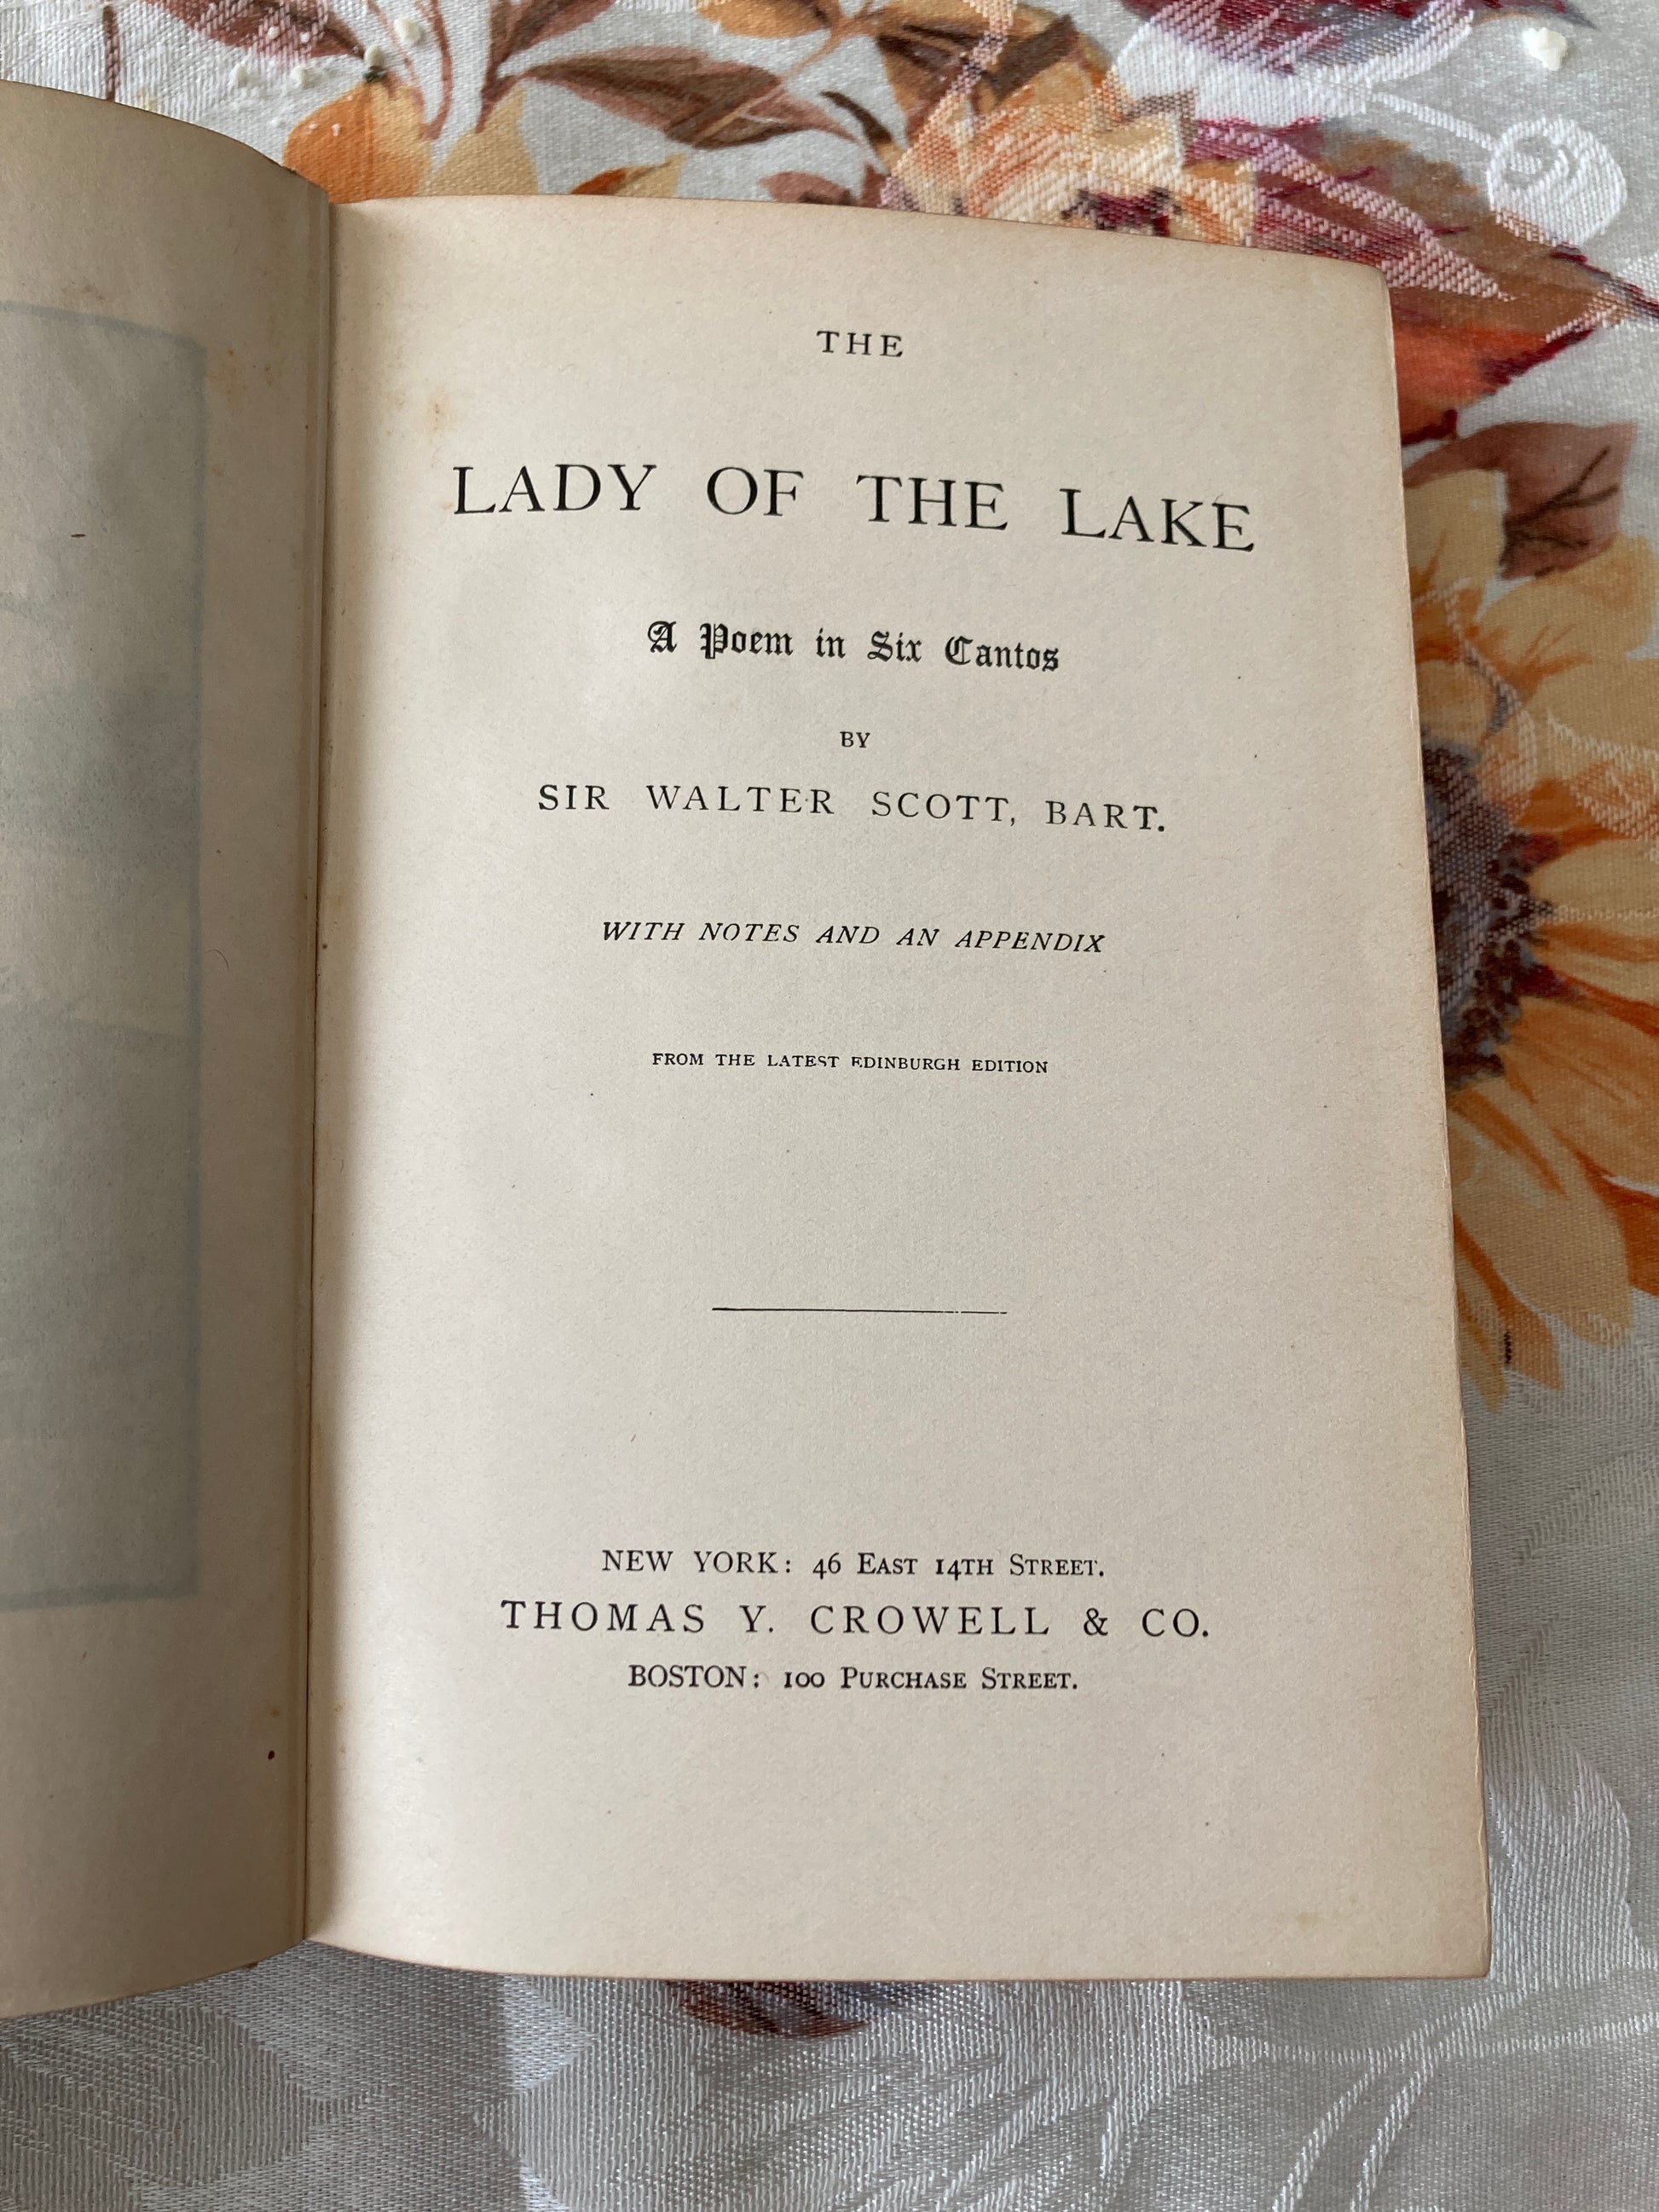 THE
LADY OF THE LAKE
A Poem in Six Cantos
BY
SIR WALTER SCOTT, BART.
WITH NOTES AND AN APPENDIX
FROM THE LATEST EDINBURGH EDITION
NEW YORK: 46 EAST 14TH STREET.
THOMAS Y. CROWELL & CO.
BOSTON: 100 PURCHASE STREET.